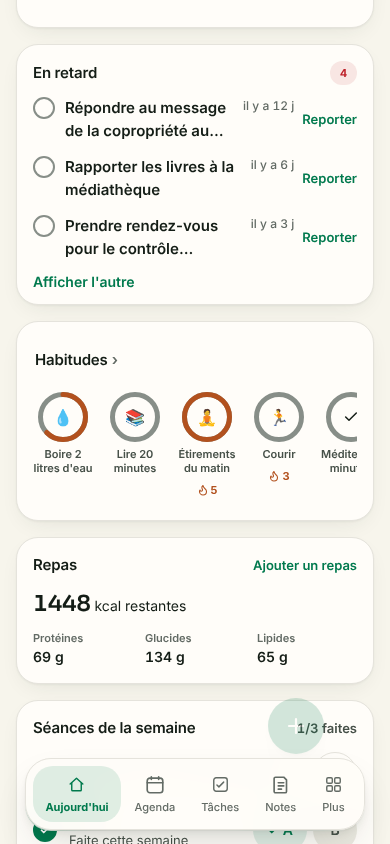 En retard
4
Répondre au message
de la copropriété au…
il y a 12 j
Reporter
Rapporter les livres à la
médiathèque
il y a 6 j
Reporter
Prendre rendez-vous
pour le contrôle…
il y a 3 j
Reporter
Afficher l'autre
Habitudes ›
Boire 2
litres d'eau
Lire 20
minutes
Étirements
du matin
5
Courir
3
Médite
minut
Repas
Ajouter un repas
1448 kcal restantes
Protéines
69 g
Glucides
134 g
Lipides
65 g
Séances de la semaine
1/3 faites
Faite cette semaine
A
B
Aujourd'hui
Agenda
Tâches
Notes
Plus